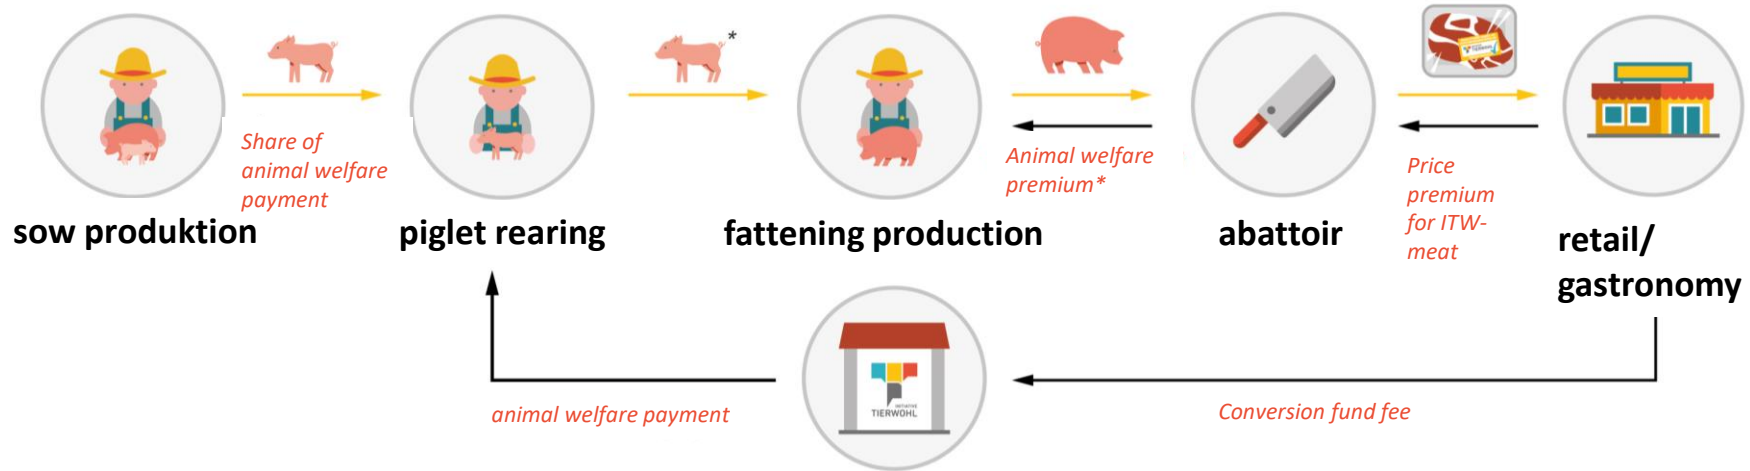 *
Share of
animal welfare
payment
Animal welfare
premium*
Price
premium
for ITW-
meat
sow produktion
piglet rearing
fattening production
abattoir
retail/
gastronomy
INITIATIVE
TIERWOHL
animal welfare payment
Conversion fund fee